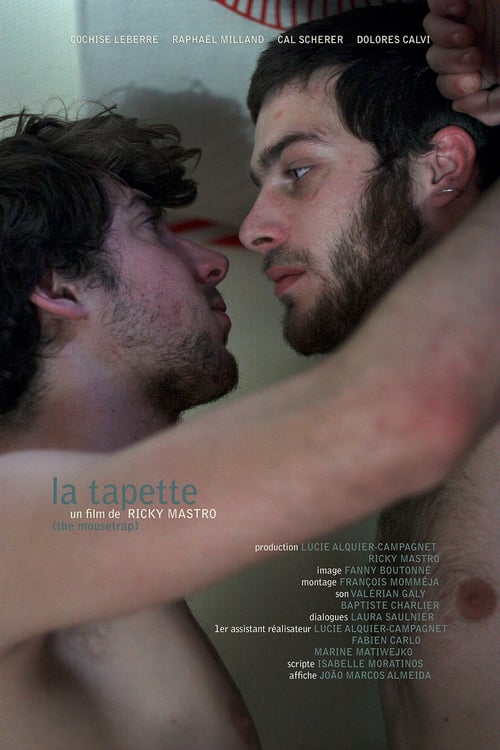 COCHISE LEBERRE RAPHAËL MILLAND CAL SCHERER DOLORES CALVI
la tapette
un film de RICKY MASTRO
(the mousetrap)
production LUCIE ALQUIER-CAMPAGNET
RICKY MASTRO
image FANNY BOUTONNÉ
montage FRANÇOIS MOMMÉJA
son VALÉRIAN GALY
BAPTISTE CHARLIER
dialogues LAURA SAULNIER
1er assistant réalisateur LUCIE ALQUIER-CAMPAGNET
FABIEN CARLO
MARINE MATIWEJKO
scripte ISABELLE MORATINOS
affiche JOÃO MARCOS ALMEIDA